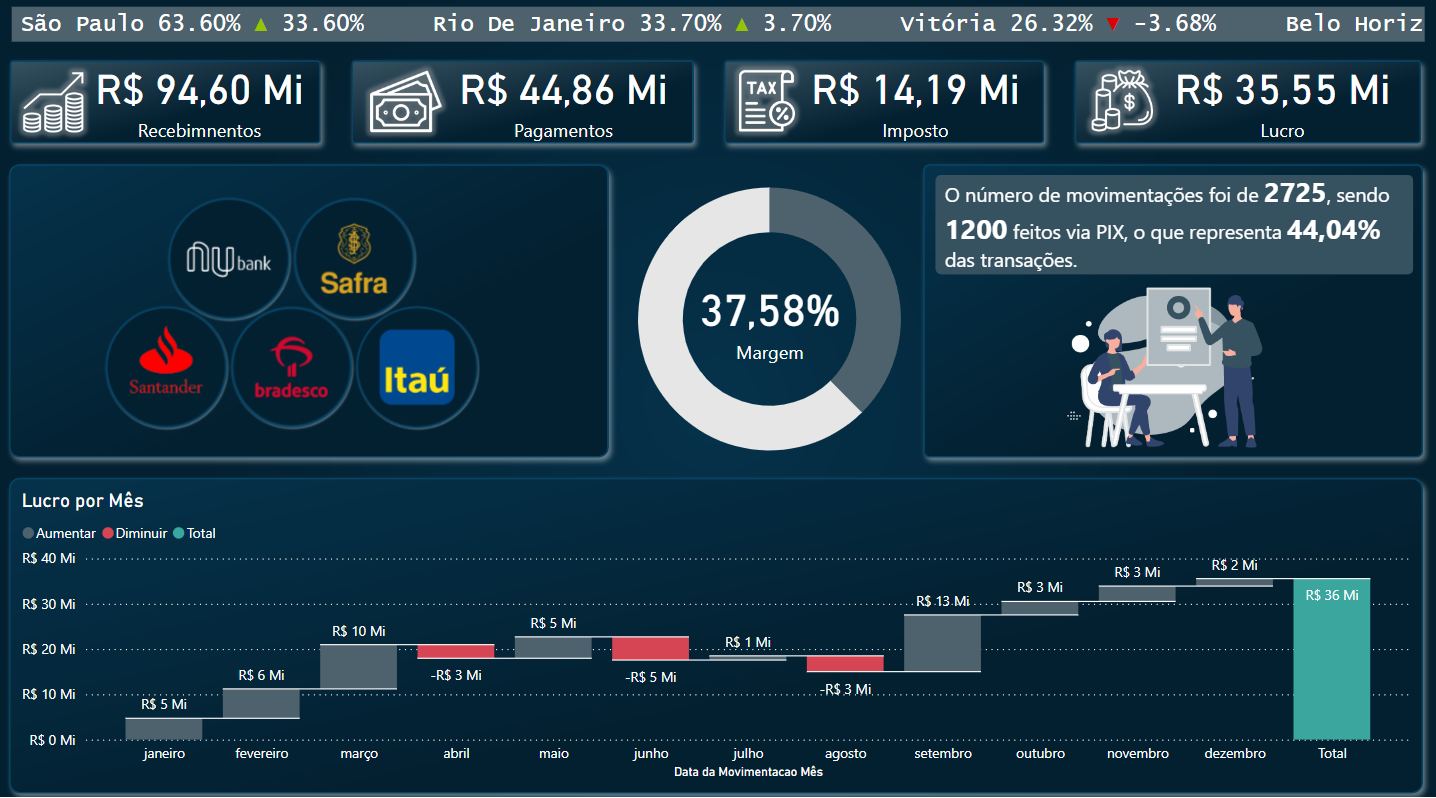 São Paulo 63.60% ▲ 33.60% Rio De Janeiro 33.70% ▲ 3.70% Vitória 26.32% ▼ -3.68% Belo Horiz
R$ 94,60 Mi
Recebimnentos
R$ 44,86 Mi
Pagamentos
TAX
%
R$ 14,19 Mi
Imposto
$
R$ 35,55 Mi
Lucro
nu bank
Safra
Santander
bradesco
Itaú
37,58%
Margem
O número de movimentações foi de 2725, sendo
1200 feitos via PIX, o que representa 44,04%
das transações.
Lucro por Mês
Aumentar Diminuir Total
R$ 40 Mi
R$ 30 Mi
R$ 20 Mi
R$ 10 Mi
R$ 0 Mi
R$ 5 Mi
R$ 6 Mi
R$ 10 Mi
-R$ 3 Mi
R$ 5 Mi
-R$ 5 Mi
R$ 1 Mi
-R$ 3 Mi
R$ 13 Mi
R$ 3 Mi
R$ 3 Mi
R$ 2 Mi
R$ 36 Mi
janeiro fevereiro março abril maio junho julho agosto setembro outubro novembro dezembro Total
Data da Movimentacao Mês